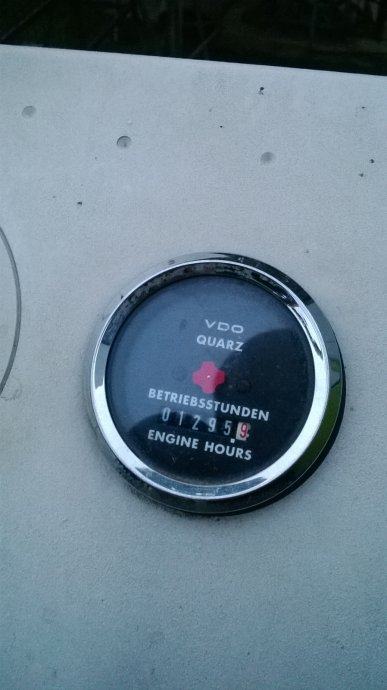 VDO
QUARZ
BETRIEBSSTUNDEN
012959
ENGINE HOURS